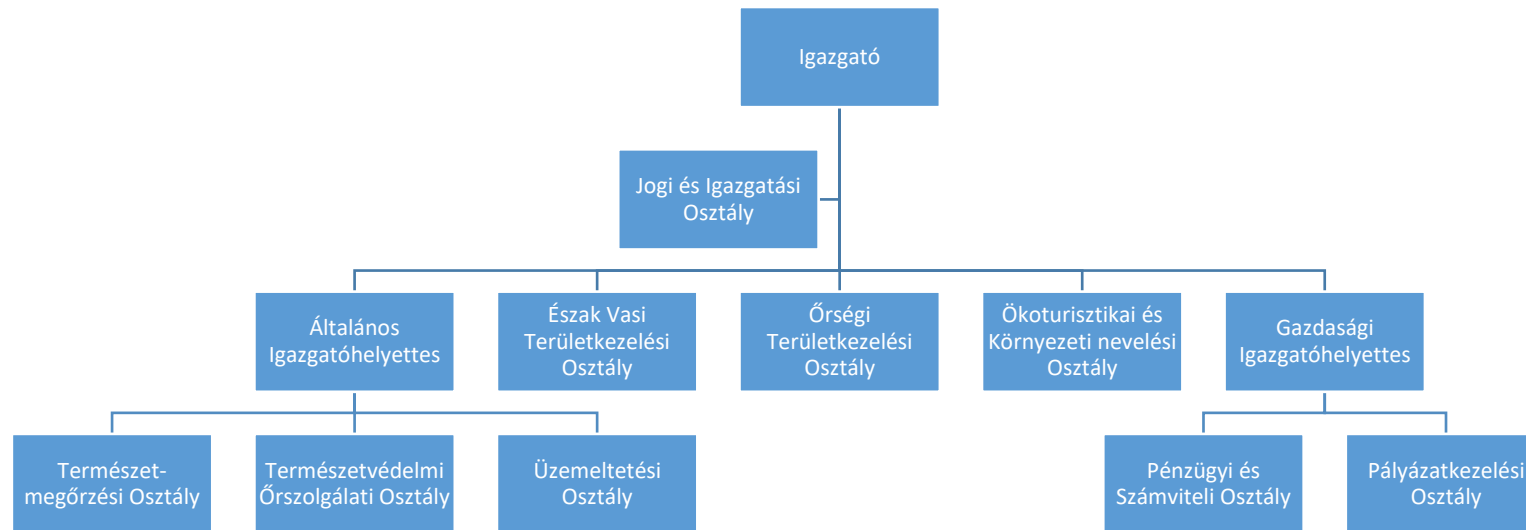 Igazgató
Jogi és Igazgatási
Osztály
Általános
Igazgatóhelyettes
Észak Vasi
Területkezelési
Osztály
Őrségi
Területkezelési
Osztály
Ökoturisztikai és
Környezeti nevelési
Osztály
Gazdasági
Igazgatóhelyettes
Természet-
megőrzési Osztály
Természetvédelmi
Őrszolgálati Osztály
Üzemeltetési
Osztály
Pénzügyi és
Számviteli Osztály
Pályázatkezelési
Osztály